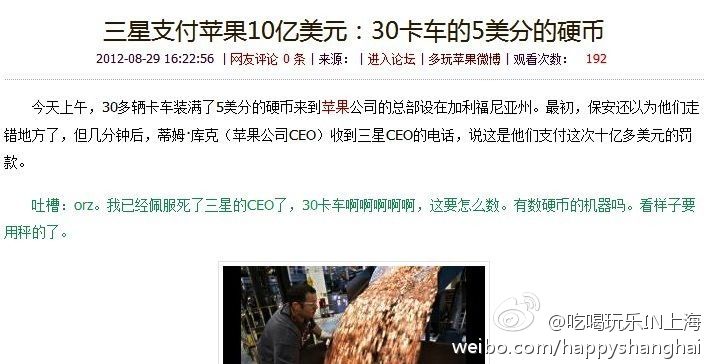 三星支付苹果10亿美元：30卡车的5美分的硬币
2012-08-29 16:22:56 | 网友评论 0 条 | 来源： | 进入论坛 | 多玩苹果微博 | 观看次数： 192
今天上午，30多辆卡车装满了5美分的硬币来到苹果公司的总部设在加利福尼亚州。最初，保安还以为他们走
错地方了，但几分钟后，蒂姆·库克（苹果公司CEO）收到三星CEO的电话，说这是他们支付这次十亿多美元的罚
款。
吐槽：orz。我已经佩服死了三星的CEO了，30卡车啊啊啊啊啊，这要怎么数。有数硬币的机器吗。看样子要
用秤的了。
@吃喝玩乐IN上海
weibo.com/happyshanghai